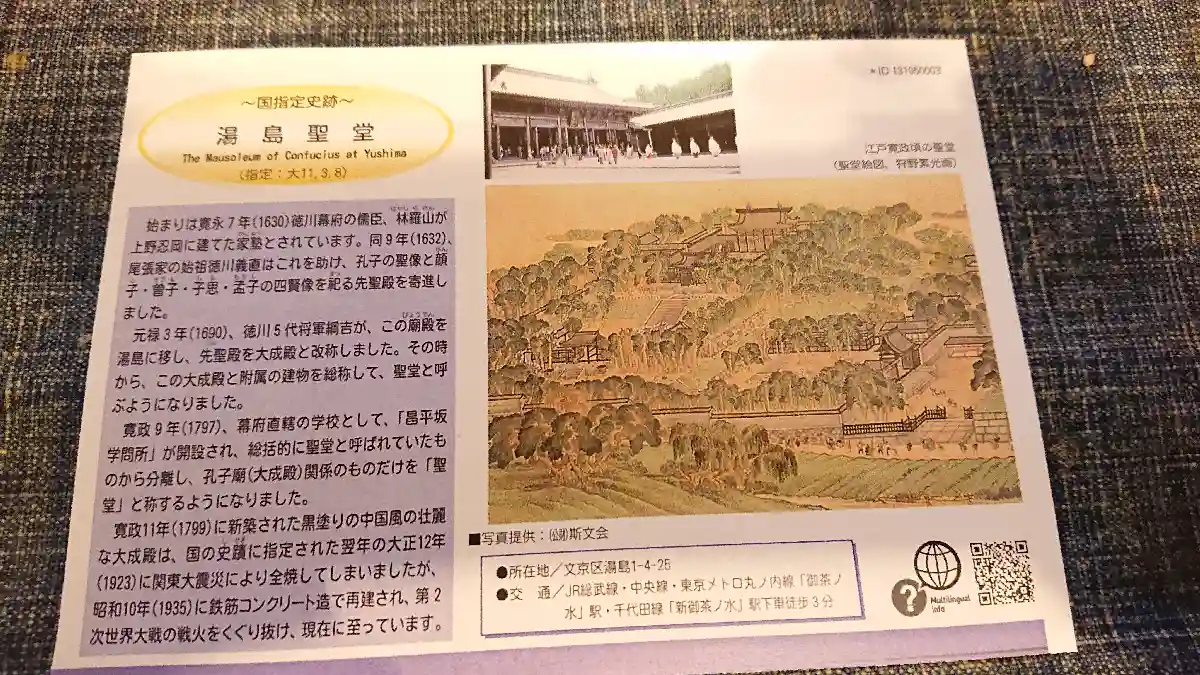 ～国指定史跡～
湯島聖堂
The Mausoleum of Confucius at Yushima
(指定：大11.3.8)
始まりは寛永7年(1630)徳川幕府の儒臣、林羅山が
上野忍岡に建てた家塾とされています。同9年(1632)、
尾張家の始祖徳川義直はこれを助け、孔子の聖像と顔
子・曽子・子思・孟子の四賢像を祀る先聖殿を寄進し
ました。
元禄3年(1690)、徳川5代将軍綱吉が、この廟殿を
湯島に移し、先聖殿を大成殿と改称しました。その時
から、この大成殿と附属の建物を総称して、聖堂と呼
ぶようになりました。
寛政9年(1797)、幕府直轄の学校として、「昌平坂
学問所」が開設され、総括的に聖堂と呼ばれていたも
のから分離し、孔子廟(大成殿)関係のものだけを「聖
堂」と称するようになりました。
寛政11年(1799)に新築された黒塗りの中国風の壮麗
な大成殿は、国の史蹟に指定された翌年の大正12年
(1923)に関東大震災により全焼してしまいましたが、
昭和10年(1935)に鉄筋コンクリート造で再建され、第2
次世界大戦の戦火をくぐり抜け、現在に至っています。
江戸寛政頃の聖堂
(聖堂絵図、狩野素光画)
■写真提供：(公財)斯文会
●所在地／文京区湯島1-4-25
●交　通／JR総武線・中央線・東京メトロ丸ノ内線「御茶ノ
水」駅・千代田線「新御茶ノ水」駅下車徒歩3分
?
Multilingual
info